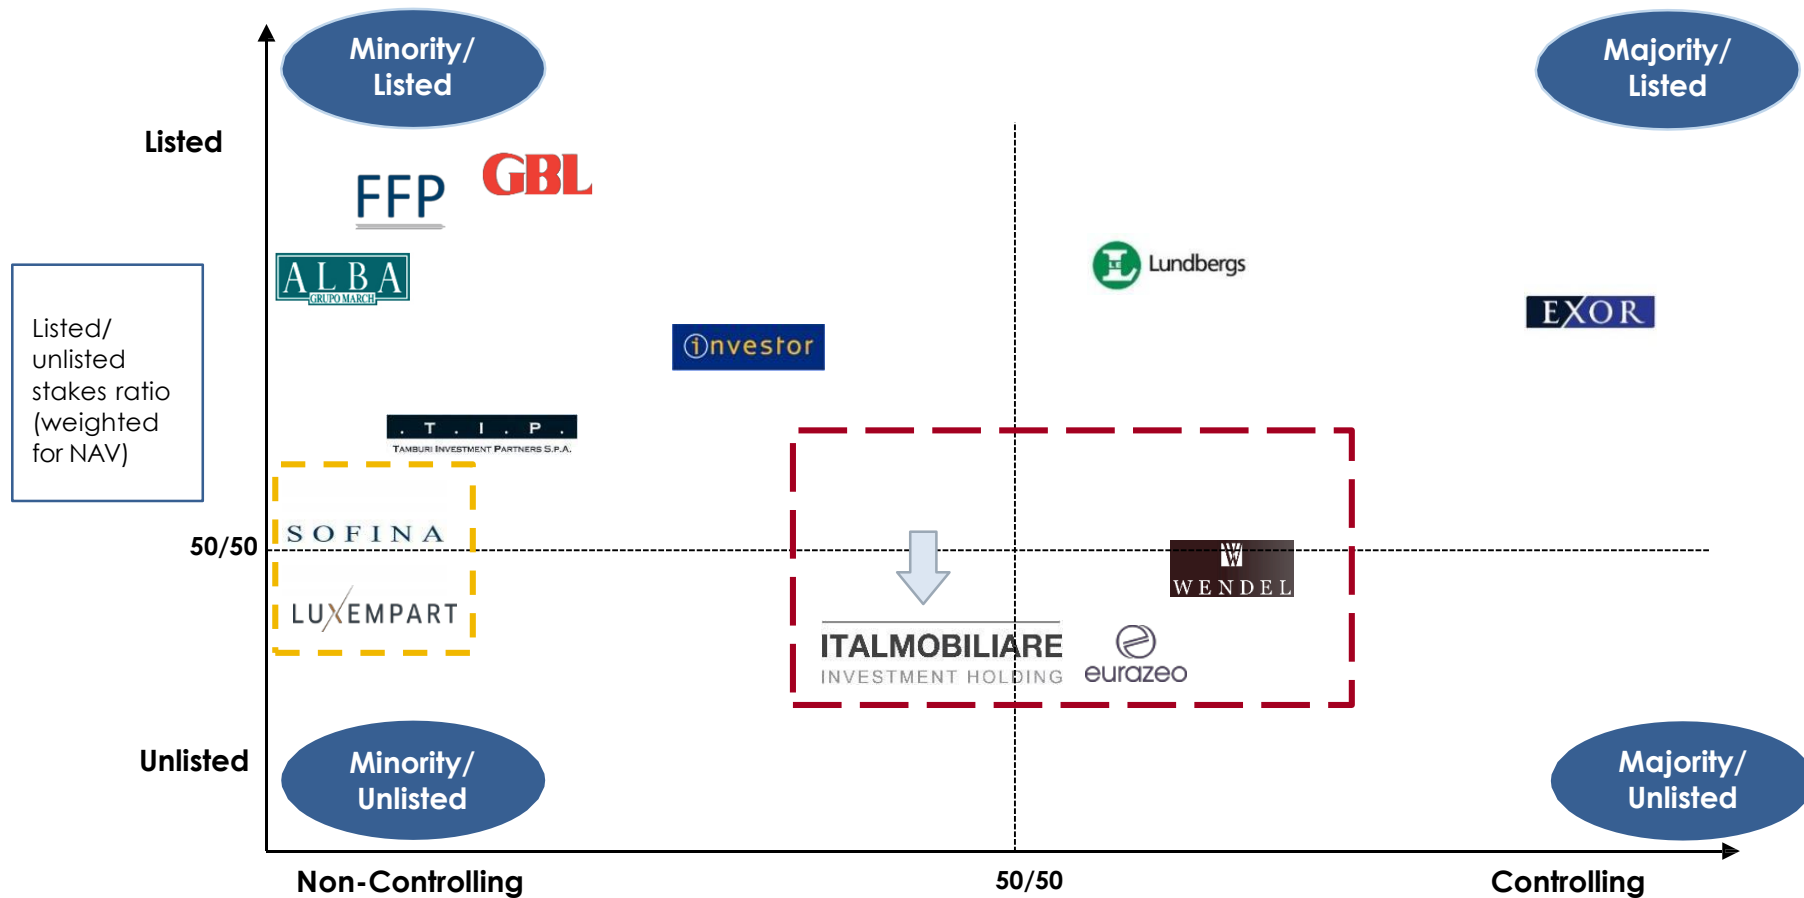 Minority/
Listed
Majority/
Listed
Listed
FFP
GBL
ALBA
GRUPO MARCH
LE
Lundbergs
EXOR
Listed/
unlisted
stakes ratio
(weighted
for NAV)
investor
. T . I . P .
TAMBURI INVESTMENT PARTNERS S.P.A.
SOFINA
50/50
W
WENDEL
LUXEMPART
ITALMOBILIARE
INVESTMENT HOLDING
eurazeo
Unlisted
Minority/
Unlisted
Majority/
Unlisted
Non-Controlling
50/50
Controlling